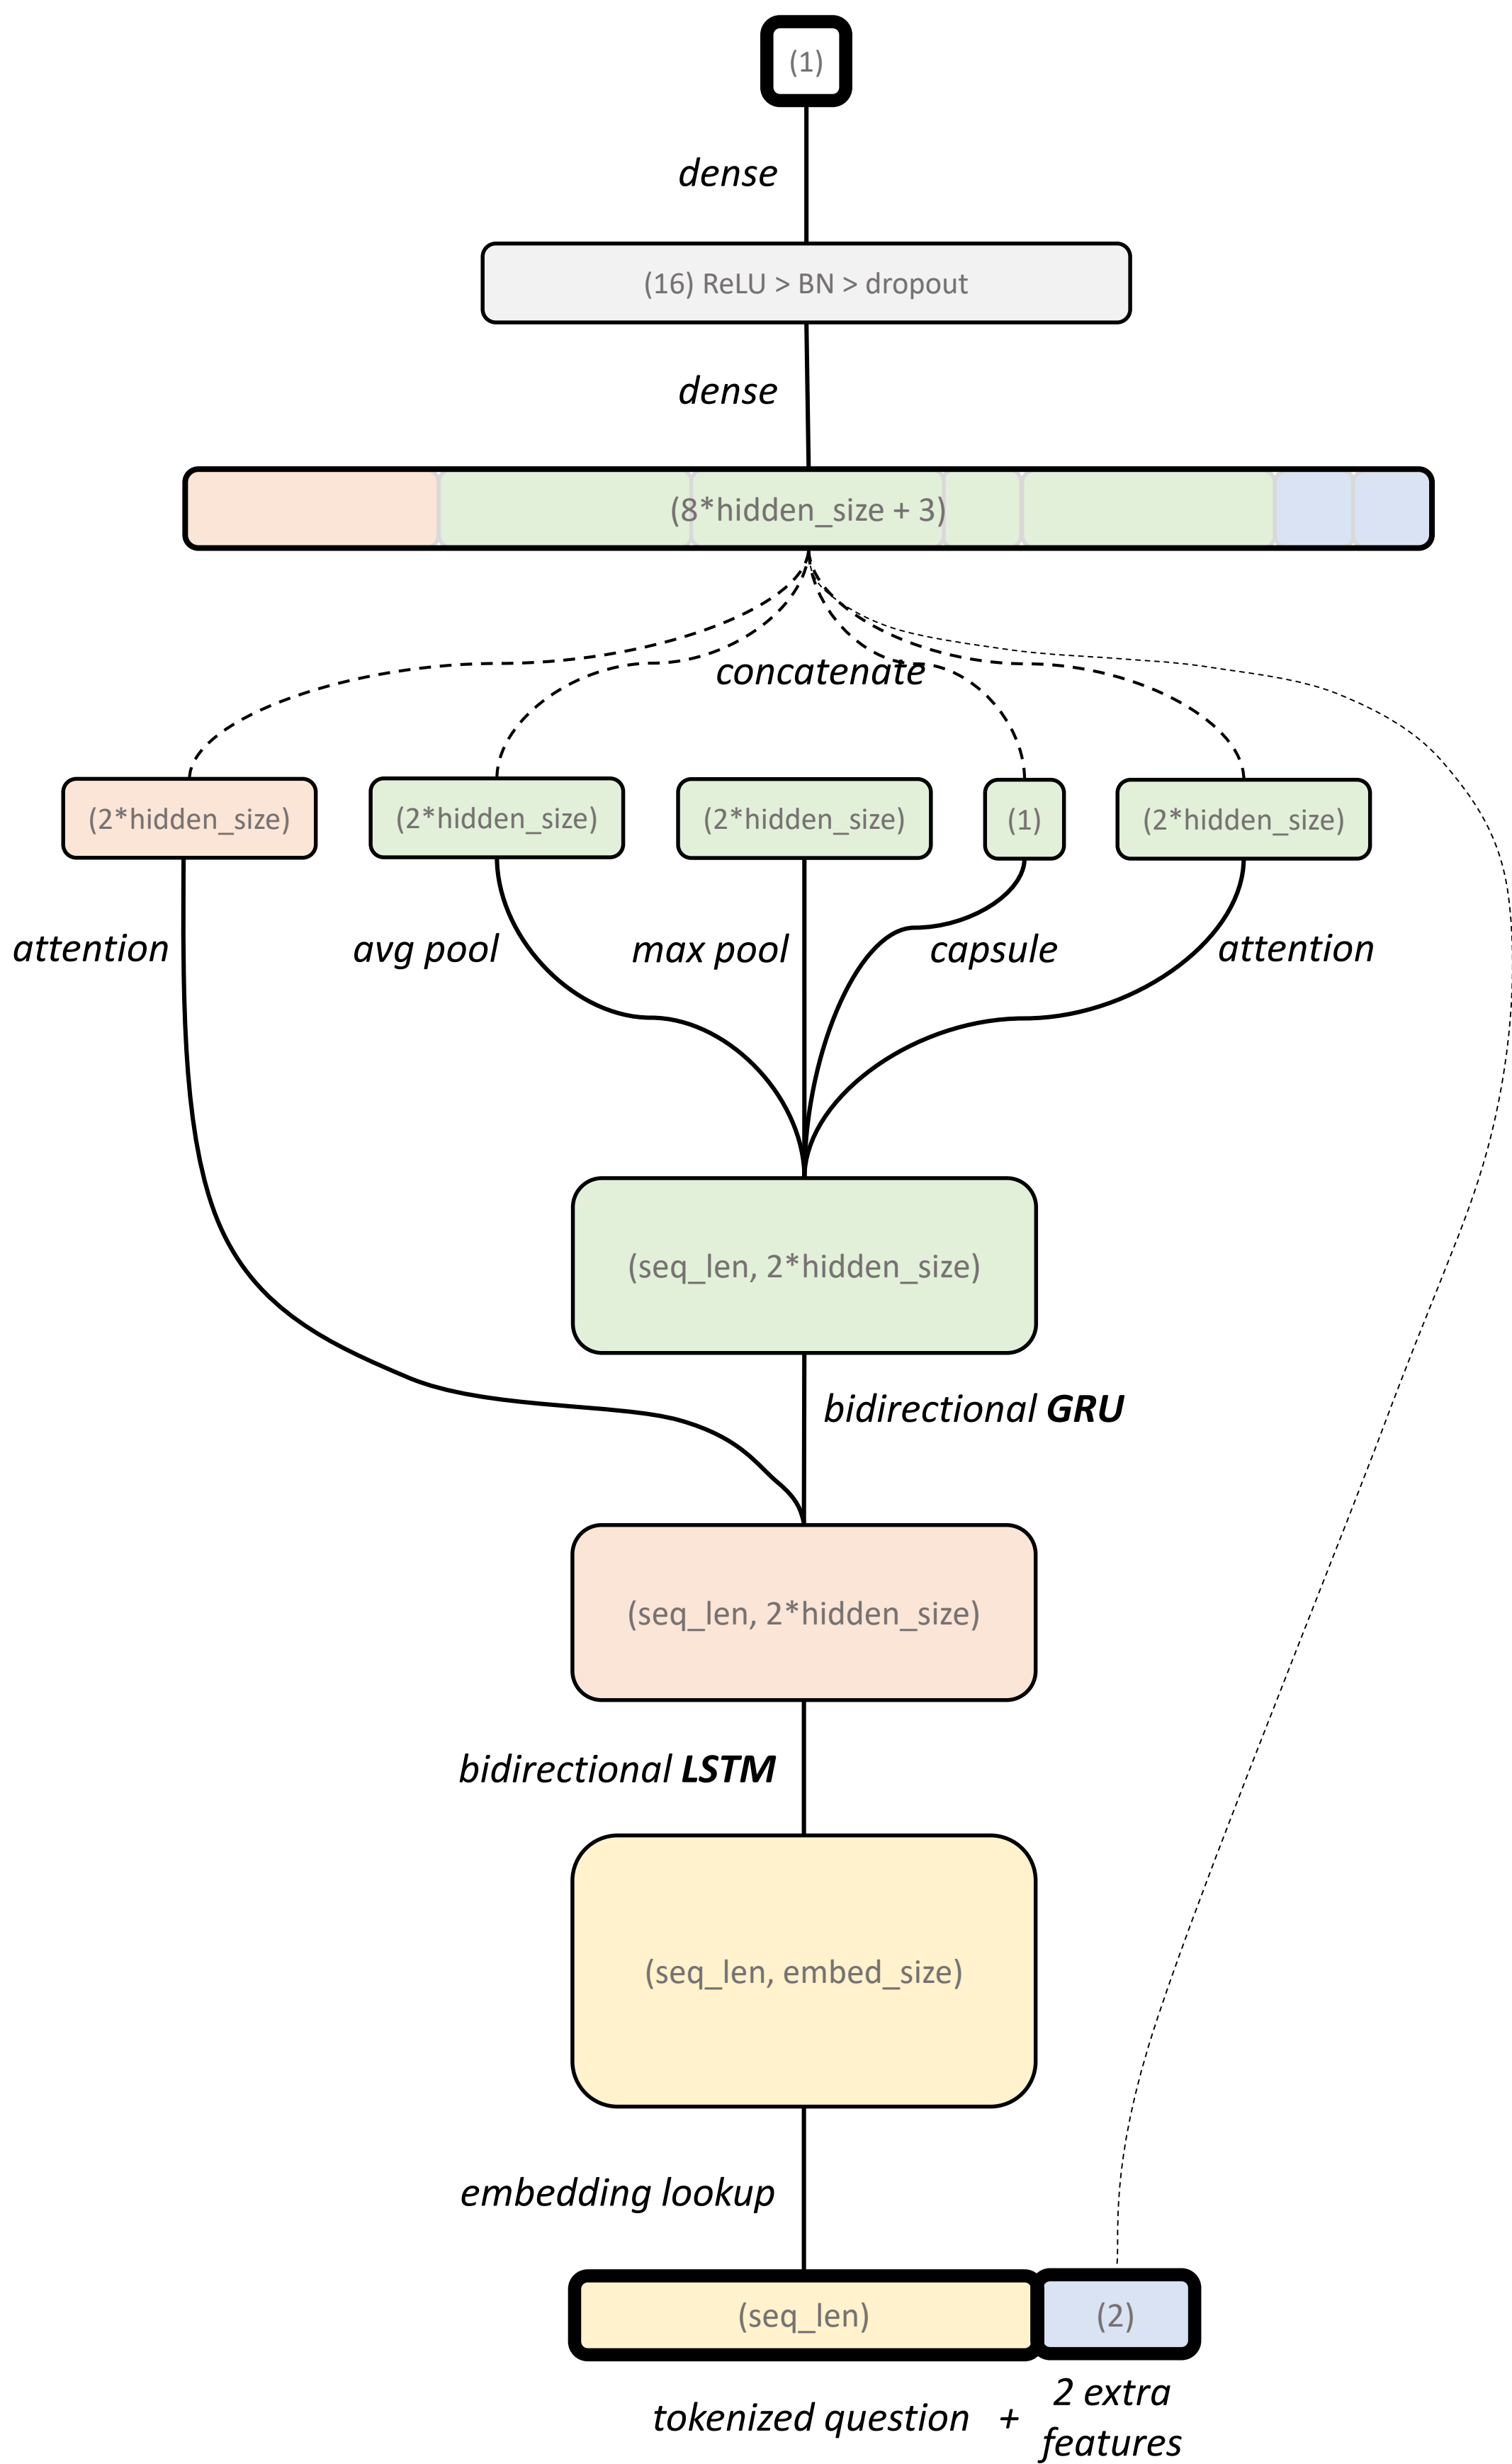 (1)
dense
(16) ReLU > BN > dropout
dense
(8*hidden_size + 3)
concatenate
(2*hidden_size)
(2*hidden_size)
(2*hidden_size)
(1)
(2*hidden_size)
attention
avg pool
max pool
capsule
attention
(seq_len, 2*hidden_size)
bidirectional GRU
(seq_len, 2*hidden_size)
bidirectional LSTM
(seq_len, embed_size)
embedding lookup
(seq_len)
(2)
tokenized question
+
2 extra
features